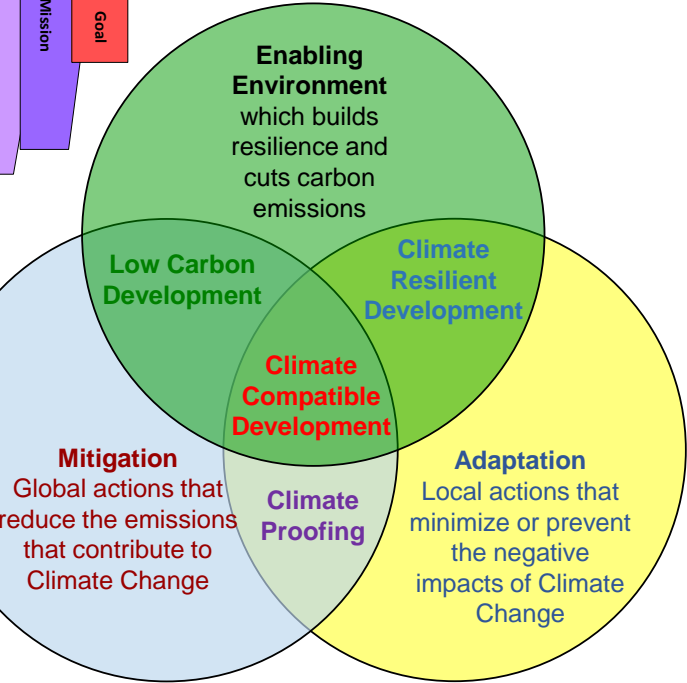 Mission
Goal
Enabling
Environment
which builds
resilience and
cuts carbon
emissions
Low Carbon
Development
Climate
Resilient
Development
Climate
Compatible
Development
Mitigation
Global actions that
reduce the emissions
that contribute to
Climate Change
Climate
Proofing
Adaptation
Local actions that
minimize or prevent
the negative
impacts of Climate
Change